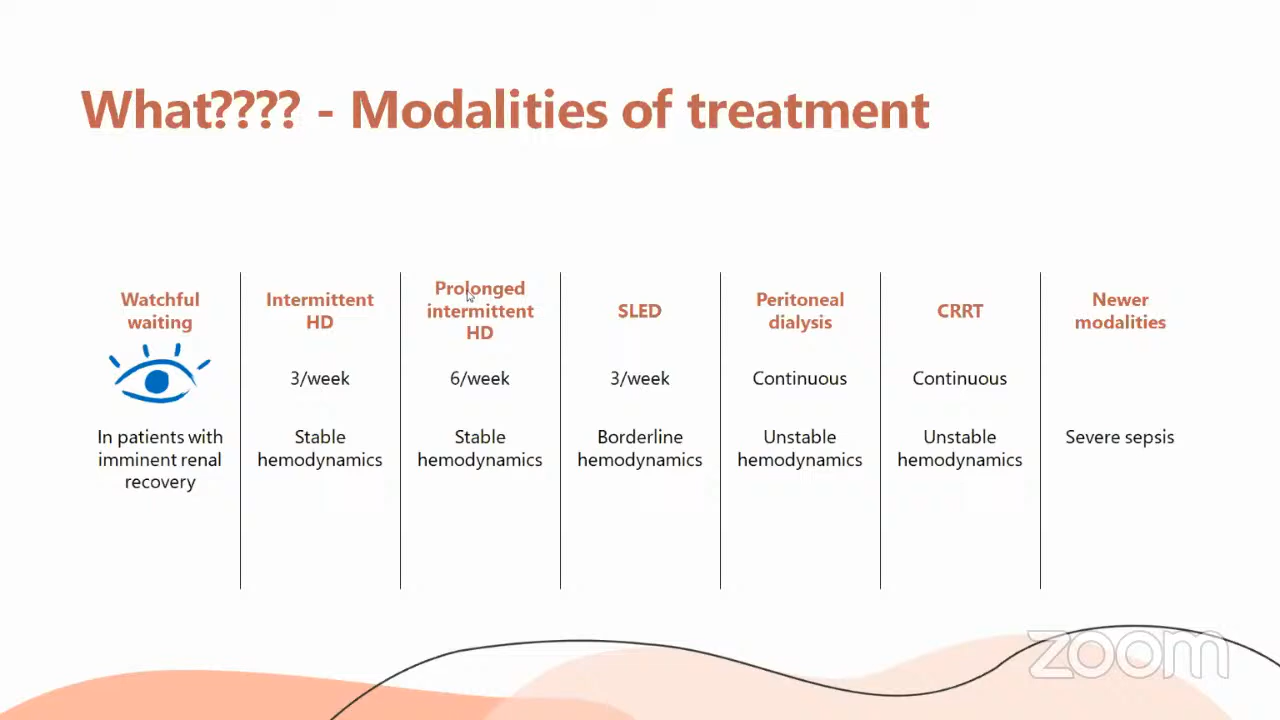 What???? - Modalities of treatment
Watchful
waiting
In patients with
imminent renal
recovery
Intermittent
HD
3/week
Stable
hemodynamics
Prolonged
intermittent
HD
6/week
Stable
hemodynamics
SLED
3/week
Borderline
hemodynamics
Peritoneal
dialysis
Continuous
Unstable
hemodynamics
CRRT
Continuous
Unstable
hemodynamics
Newer
modalities
Severe sepsis
zoom